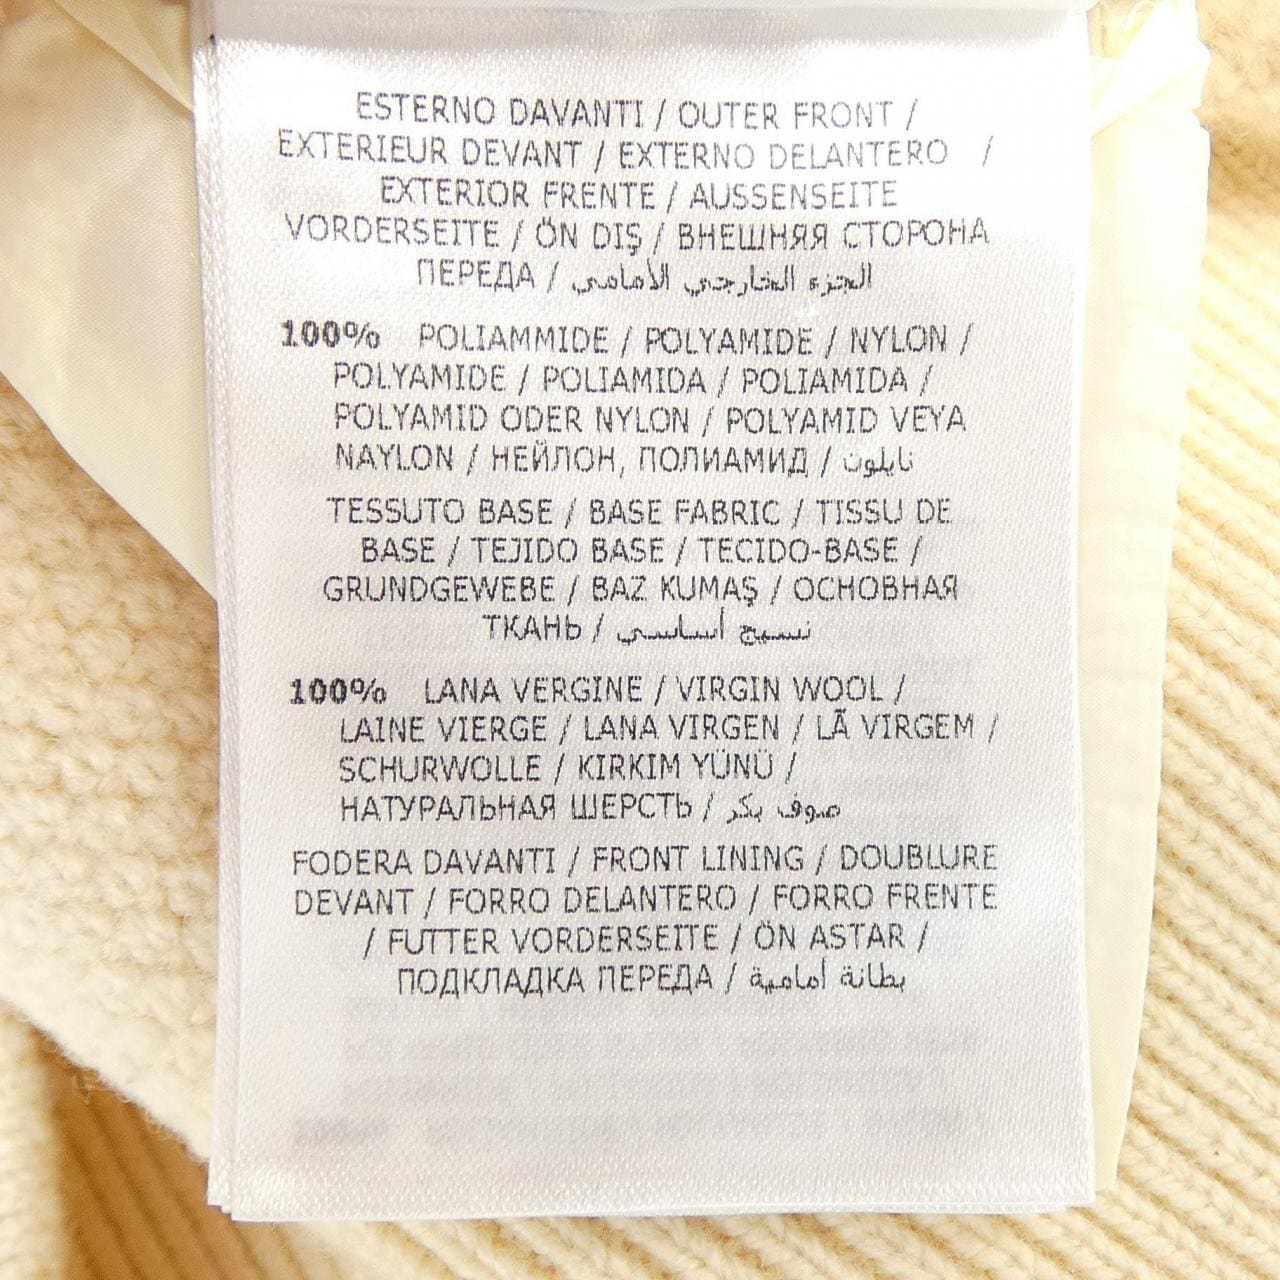 ESTERNO DAVANTI / OUTER FRONT /
EXTERIEUR DEVANT / EXTERNO DELANTERO /
EXTERIOR FRENTE / AUSSENSEITE
VORDERSEITE / ÖN DIŞ / ВНЕШНЯЯ СТОРОНА
ПЕРЕДА / الجزء الخارجي الأمامي
100% POLIAMMIDE / POLYAMIDE / NYLON /
POLYAMIDE / POLIAMIDA / POLIAMIDA /
POLYAMID ODER NYLON / POLYAMID VEYA
NAYLON / НЕЙЛОН, ПОЛИАМИД / نايلون
TESSUTO BASE / BASE FABRIC / TISSU DE
BASE / TEJIDO BASE / TECIDO-BASE /
GRUNDGEWEBE / BAZ KUMAŞ / ОСНОВНАЯ
ТКАНЬ / نسيج أساسي
100% LANA VERGINE / VIRGIN WOOL /
LAINE VIERGE / LANA VIRGEN / LÃ VIRGEM /
SCHURWOLLE / KIRKIM YÜNÜ /
НАТУРАЛЬНАЯ ШЕРСТЬ / صوف بكر
FODERA DAVANTI / FRONT LINING / DOUBLURE
DEVANT / FORRO DELANTERO / FORRO FRENTE
/ FUTTER VORDERSEITE / ÖN ASTAR /
ПОДКЛАДКА ПЕРЕДА / بطانة أمامية